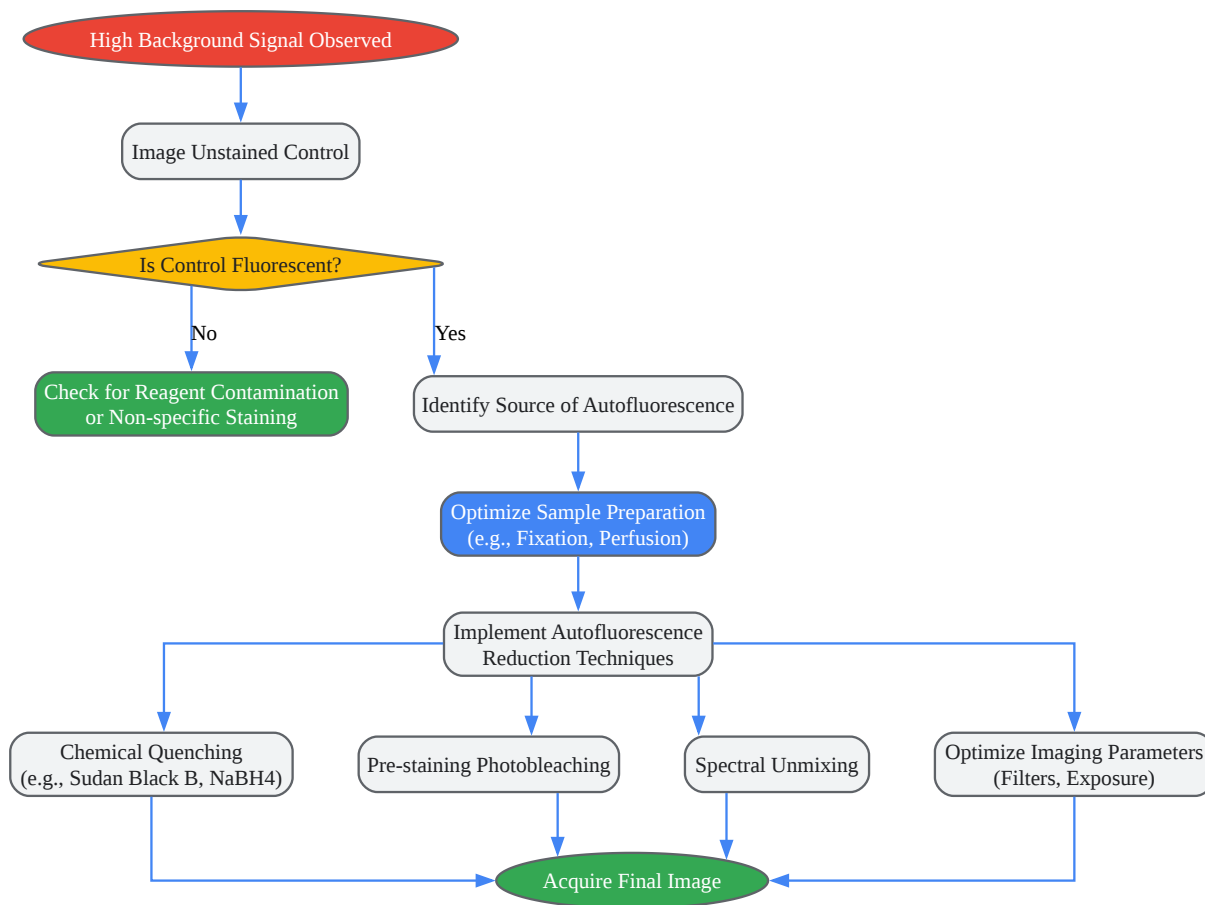 High Background Signal Observed
Image Unstained Control
Is Control Fluorescent?
No
Yes
Check for Reagent Contamination
or Non-specific Staining
Identify Source of Autofluorescence
Optimize Sample Preparation
(e.g., Fixation, Perfusion)
Implement Autofluorescence
Reduction Techniques
Chemical Quenching
(e.g., Sudan Black B, NaBH4)
Pre-staining Photobleaching
Spectral Unmixing
Optimize Imaging Parameters
(Filters, Exposure)
Acquire Final Image